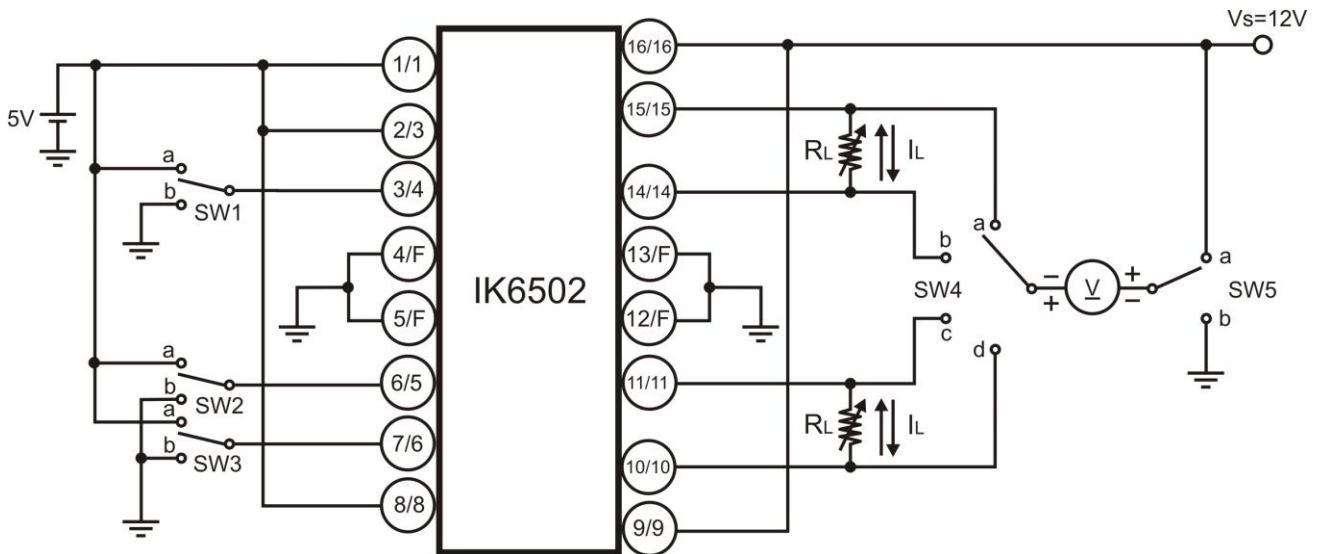 Vs=12V
1/1
16/16
5V
2/3
15/15
a
RL
IL
3/4
14/14
b
SW1
a
4/F
13/F
b
IK6502
SW4
− + V + −
a
SW5
5/F
12/F
c
b
a
d
b
SW2
6/5
11/11
a
RL
IL
b
SW3
7/6
10/10
8/8
9/9